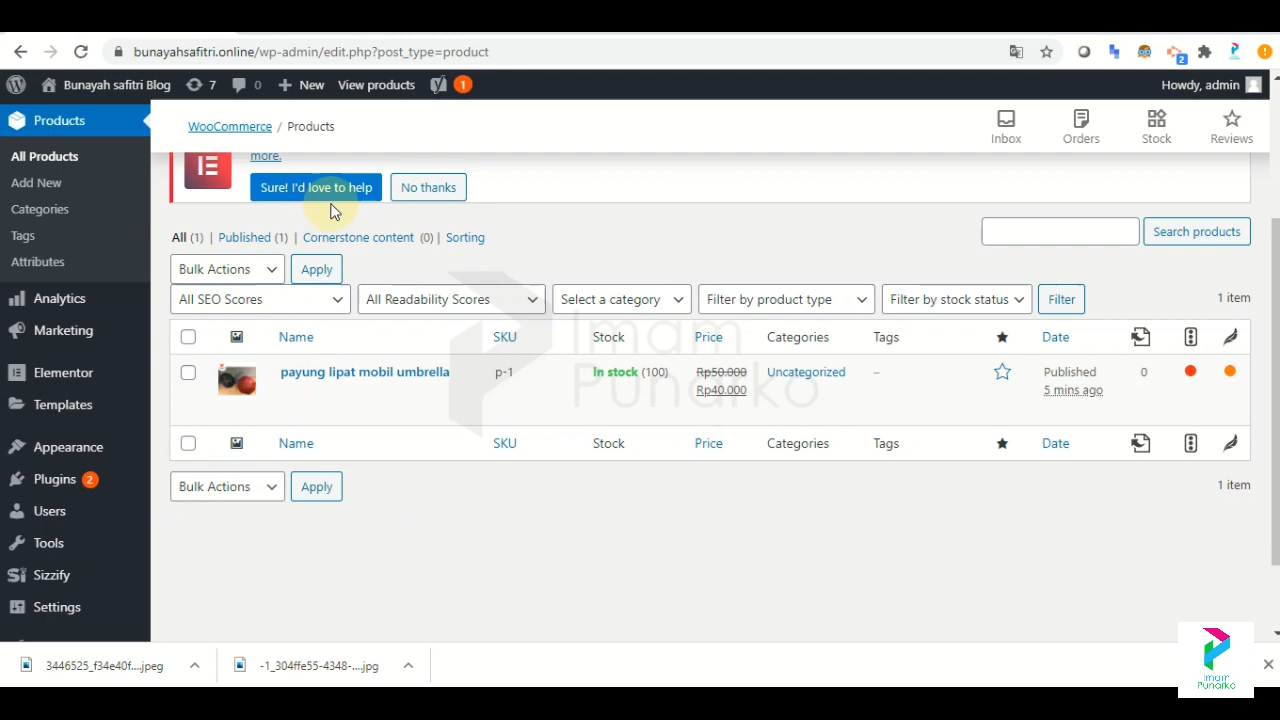 bunayahsafitri.online/wp-admin/edit.php?post_type=product
2
Bunayah safitri Blog 7 0 New View products 1 Howdy, admin
Products
All Products
Add New
Categories
Tags
Attributes
Analytics
Marketing
Elementor
Templates
Appearance
Plugins 2
Users
Tools
Sizzify
Settings
WooCommerce / Products
Inbox Orders Stock Reviews
more.
Sure! I'd love to help No thanks
All (1) | Published (1) | Cornerstone content (0) | Sorting
Search products
Bulk Actions Apply
All SEO Scores All Readability Scores Select a category Filter by product type Filter by stock status Filter 1 item
Name SKU Stock Price Categories Tags Date
payung lipat mobil umbrella p-1 In stock (100) Rp50.000 Uncategorized – Published 0
Rp40.000 5 mins ago
Name SKU Stock Price Categories Tags Date
Bulk Actions Apply 1 item
Imam
Punarko
3446525_f34e40f....jpeg -1_304ffe55-4348-....jpg
Imam
Punarko